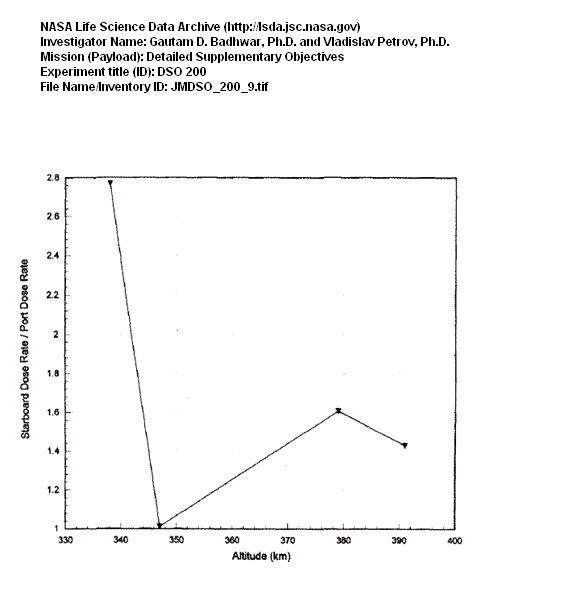 NASA Life Science Data Archive (http://lsda.jsc.nasa.gov)
Investigator Name: Gautam D. Badhwar, Ph.D. and Vladislav Petrov, Ph.D.
Mission (Payload): Detailed Supplementary Objectives
Experiment title (ID): DSO 200
File Name/Inventory ID: JMDSO_200_9.tif
Starboard Dose Rate / Port Dose Rate
2.8
2.6
2.4
2.2
2
1.8
1.6
1.4
1.2
1
330 340 350 360 370 380 390 400
Altitude (km)